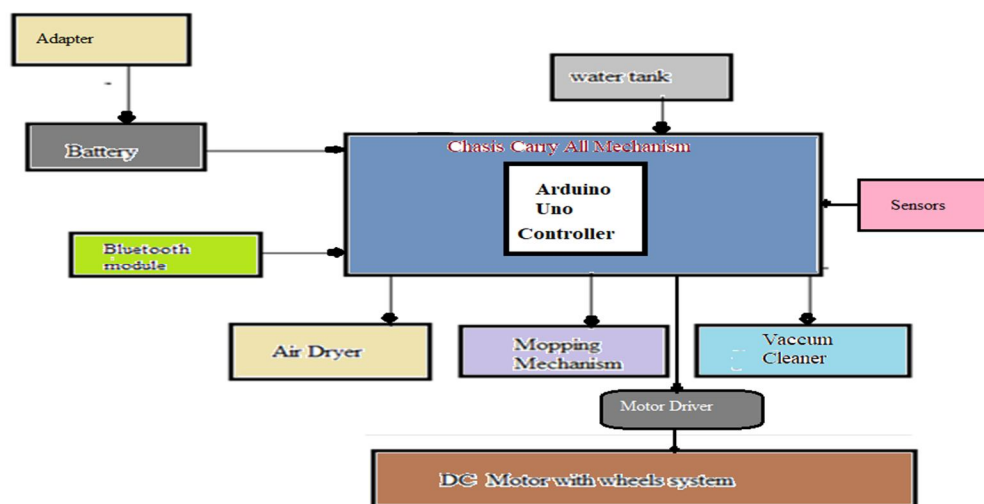 Adapter
water tank
Battery
Chasis Carry All Mechanism
Arduino
Uno
Controller
Sensors
Bluetooth
module
Air Dryer
Mopping
Mechanism
Vaccum
Cleaner
Motor Driver
DC Motor with wheels system